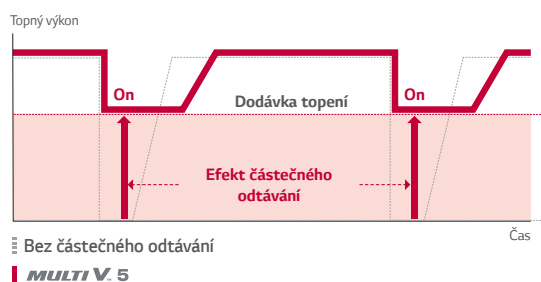 Topný výkon
On
On
Dodávka topení
Efekt částečného
odtávání
Čas
Bez částečného odtávání
MULTI V. 5